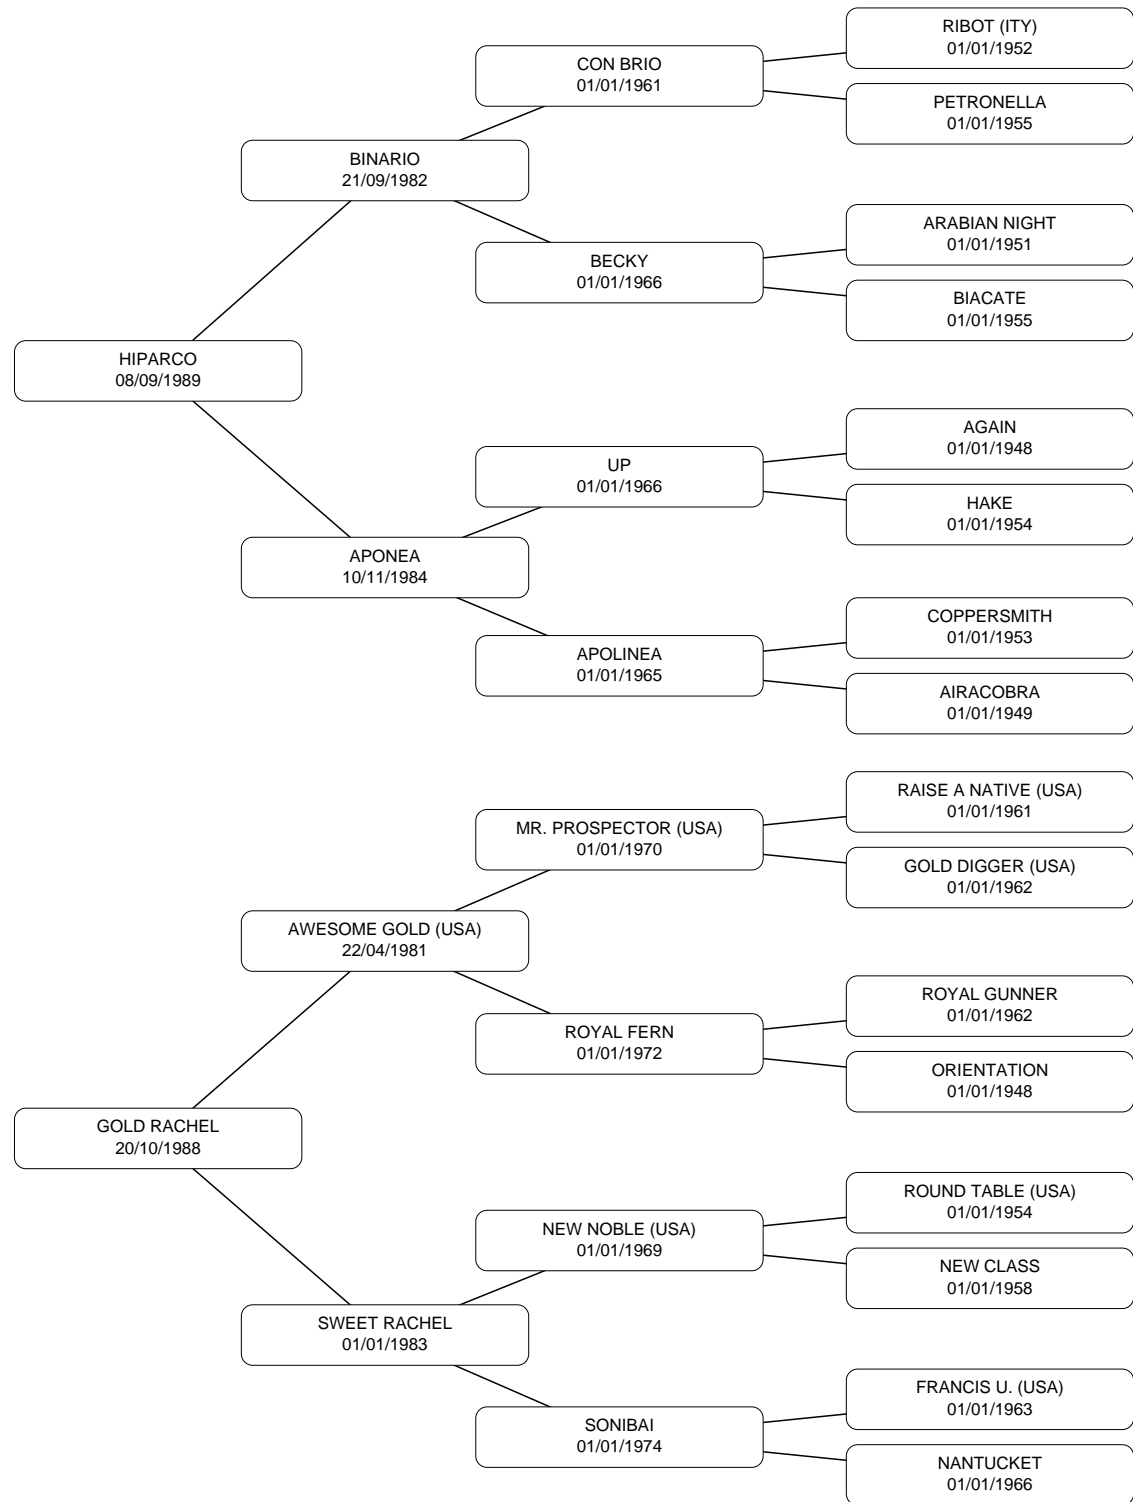 RIBOT (ITY)
01/01/1952
CON BRIO
01/01/1961
PETRONELLA
01/01/1955
BINARIO
21/09/1982
ARABIAN NIGHT
01/01/1951
BECKY
01/01/1966
BIACATE
01/01/1955
HIPARCO
08/09/1989
AGAIN
01/01/1948
UP
01/01/1966
HAKE
01/01/1954
APONEA
10/11/1984
COPPERSMITH
01/01/1953
APOLINEA
01/01/1965
AIRACOBRA
01/01/1949
RAISE A NATIVE (USA)
01/01/1961
MR. PROSPECTOR (USA)
01/01/1970
GOLD DIGGER (USA)
01/01/1962
AWESOME GOLD (USA)
22/04/1981
ROYAL GUNNER
01/01/1962
ROYAL FERN
01/01/1972
ORIENTATION
01/01/1948
GOLD RACHEL
20/10/1988
ROUND TABLE (USA)
01/01/1954
NEW NOBLE (USA)
01/01/1969
NEW CLASS
01/01/1958
SWEET RACHEL
01/01/1983
FRANCIS U. (USA)
01/01/1963
SONIBAI
01/01/1974
NANTUCKET
01/01/1966